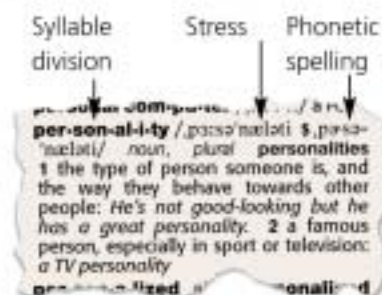 Syllable Stress Phonetic
division spelling
per·son·al·i·ty /ˌpɜːsəˈnæləti $ ˌpɜːrsə-
ˈnæləti/ noun, plural personalities
1 the type of person someone is, and
the way they behave towards other
people: He's not good-looking but he
has a great personality. 2 a famous
person, especially in sport or television:
a TV personality